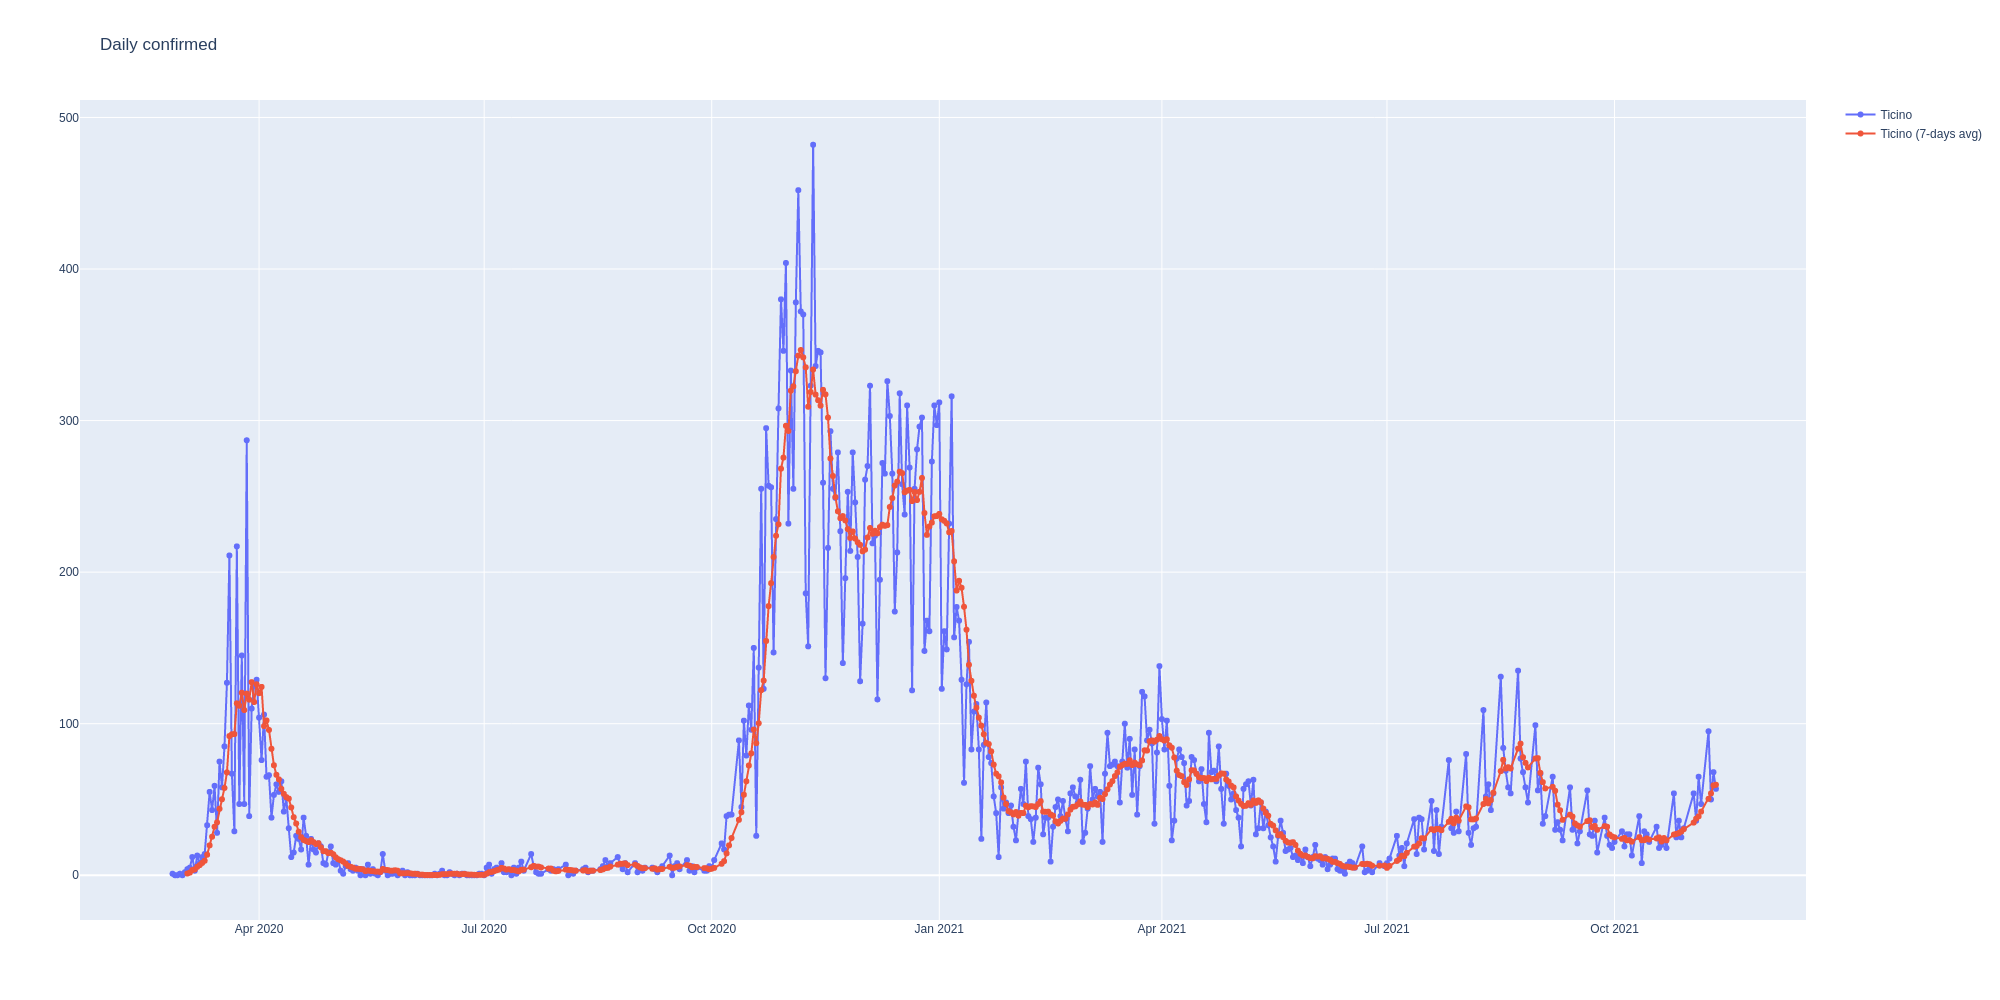 Daily confirmed
Ticino
Ticino (7-days avg)
500
400
300
200
100
0
Apr 2020
Jul 2020
Oct 2020
Jan 2021
Apr 2021
Jul 2021
Oct 2021